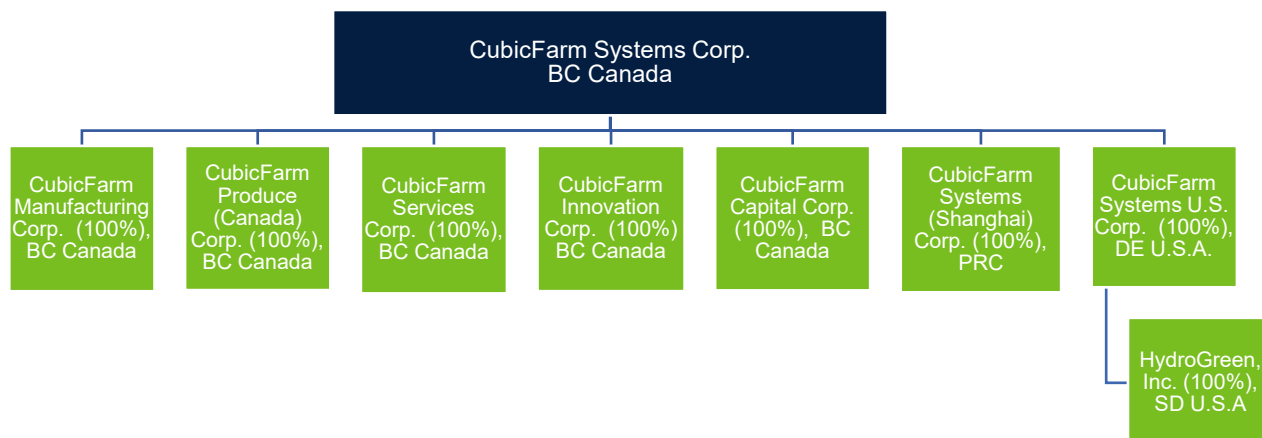 CubicFarm Systems Corp.
BC Canada
CubicFarm
Manufacturing
Corp. (100%),
BC Canada
CubicFarm
Produce
(Canada)
Corp. (100%),
BC Canada
CubicFarm
Services
Corp. (100%),
BC Canada
CubicFarm
Innovation
Corp. (100%)
BC Canada
CubicFarm
Capital Corp.
(100%), BC
Canada
CubicFarm
Systems
(Shanghai)
Corp. (100%),
PRC
CubicFarm
Systems U.S.
Corp. (100%),
DE U.S.A.
HydroGreen,
Inc. (100%),
SD U.S.A